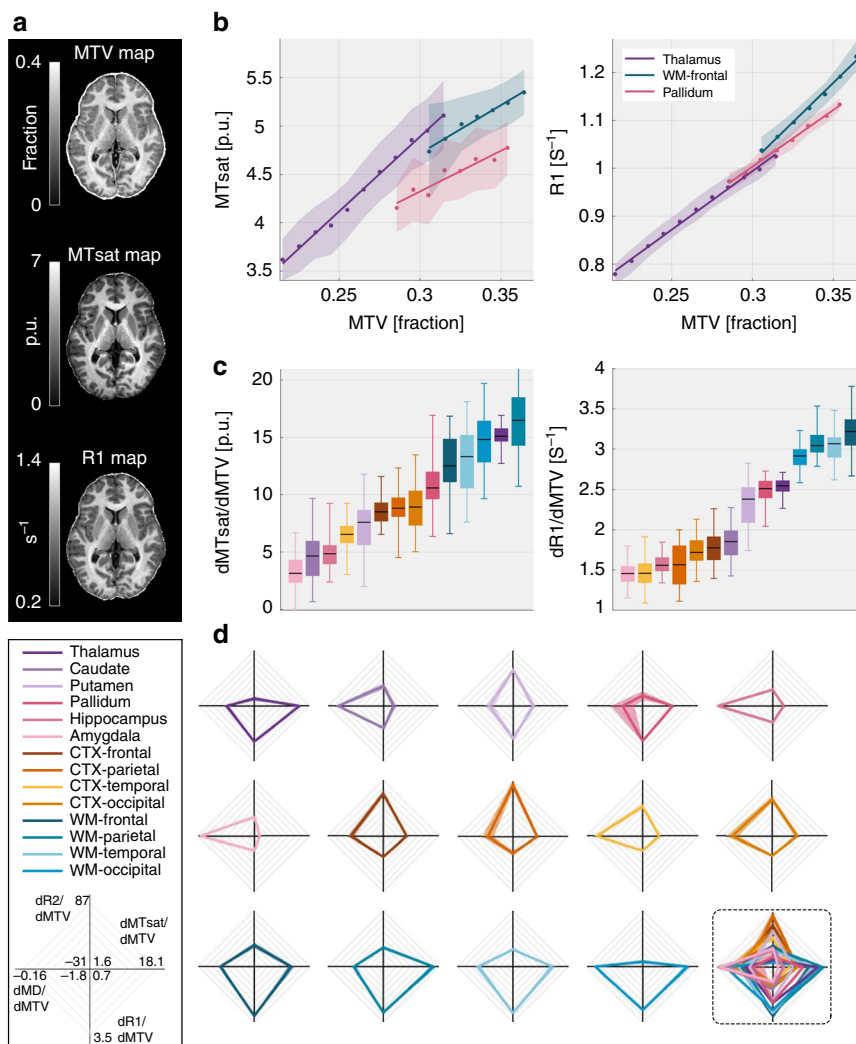 a
MTV map
0.4
Fraction
0
MTsat map
7
p.u.
0
R1 map
1.4
s⁻¹
0.2
b
MTsat [p.u.]
5.5
5
4.5
4
3.5
0.25 0.3 0.35
MTV [fraction]
R1 [S⁻¹]
1.2
1.1
1
0.9
0.8
Thalamus
WM-frontal
Pallidum
0.25 0.3 0.35
MTV [fraction]
c
dMTsat/dMTV [p.u.]
20
15
10
5
0
dR1/dMTV [S⁻¹]
4
3.5
3
2.5
2
1.5
1
Thalamus
Caudate
Putamen
Pallidum
Hippocampus
Amygdala
CTX-frontal
CTX-parietal
CTX-temporal
CTX-occipital
WM-frontal
WM-parietal
WM-temporal
WM-occipital
dR2/
dMTV
87
dMTsat/
dMTV
–31 1.6 18.1
–0.16 –1.8 0.7
dMD/
dMTV
dR1/
dMTV
3.5
d